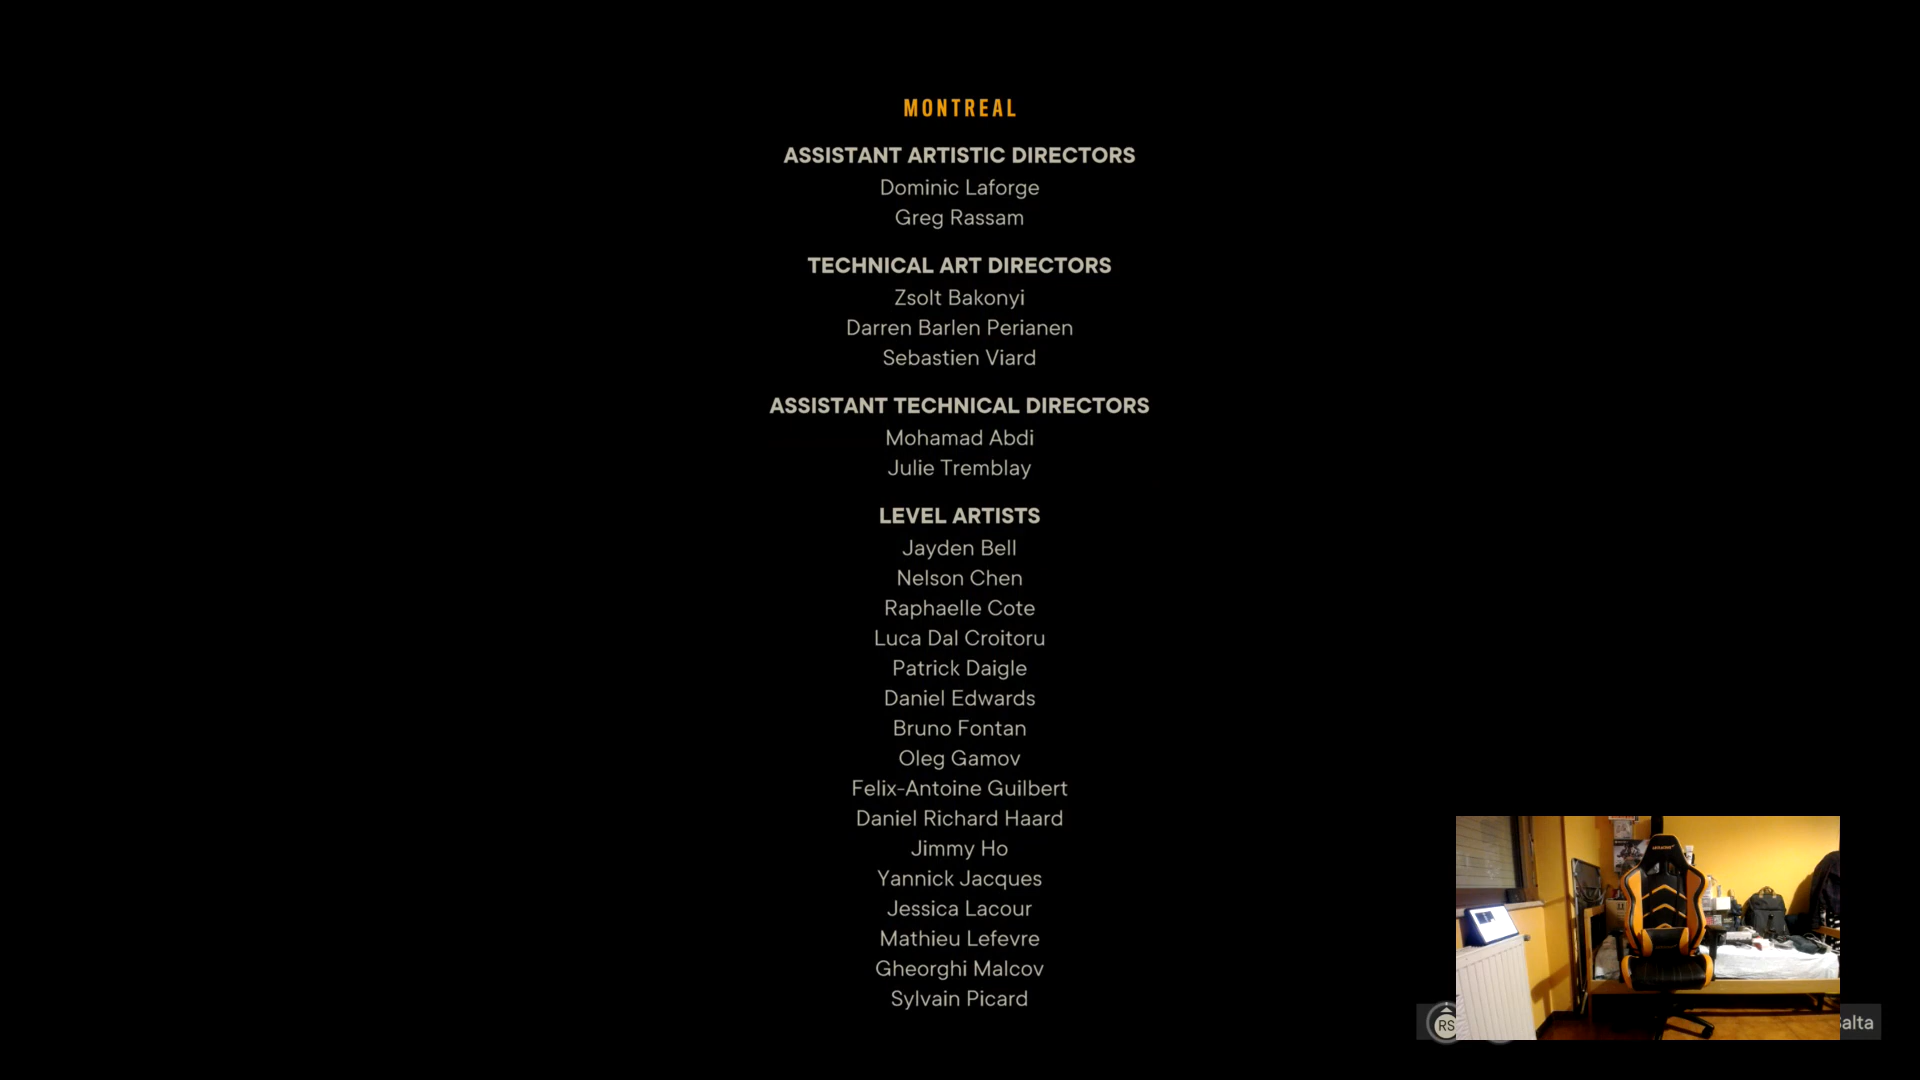 MONTREAL
ASSISTANT ARTISTIC DIRECTORS
Dominic Laforge
Greg Rassam
TECHNICAL ART DIRECTORS
Zsolt Bakonyi
Darren Barlen Perianen
Sebastien Viard
ASSISTANT TECHNICAL DIRECTORS
Mohamad Abdi
Julie Tremblay
LEVEL ARTISTS
Jayden Bell
Nelson Chen
Raphaelle Cote
Luca Dal Croitoru
Patrick Daigle
Daniel Edwards
Bruno Fontan
Oleg Gamov
Felix-Antoine Guilbert
Daniel Richard Haard
Jimmy Ho
Yannick Jacques
Jessica Lacour
Mathieu Lefevre
Gheorghi Malcov
Sylvain Picard
RS